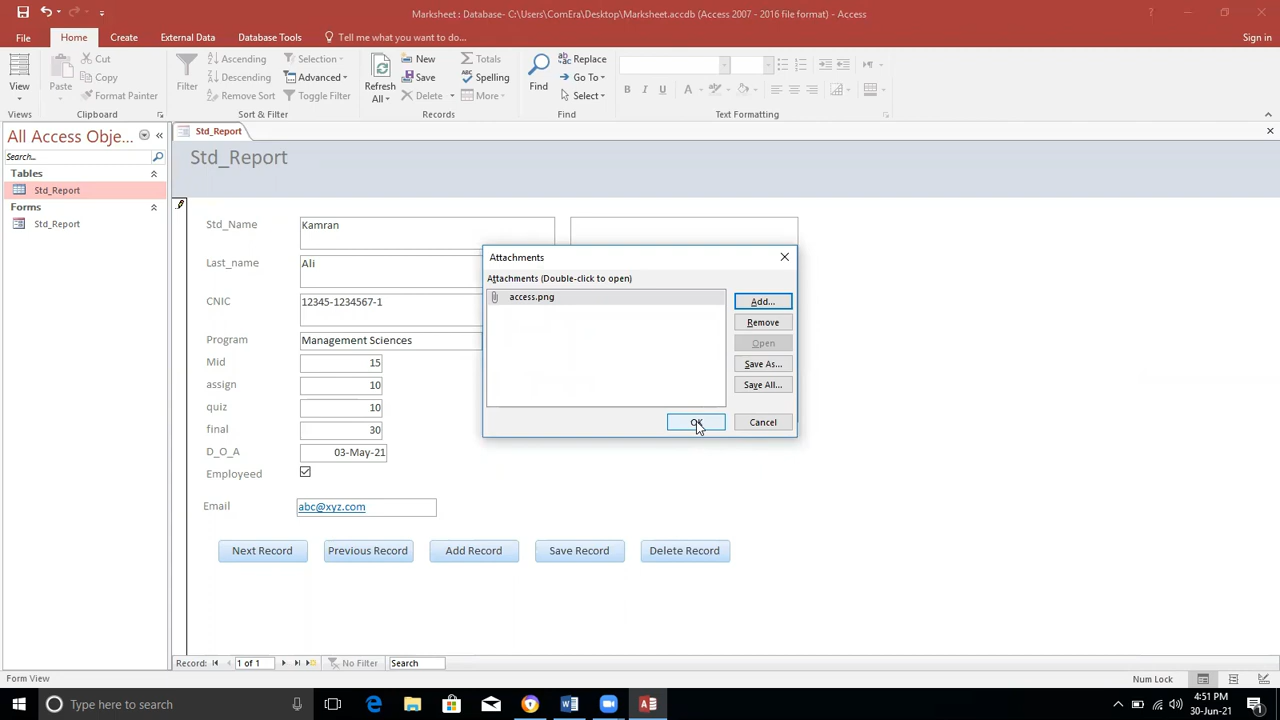 Marksheet : Database- C:\Users\ComEra\Desktop\Marksheet.accdb (Access 2007 - 2016 file format) - Access
File
Home
Create
External Data
Database Tools
Tell me what you want to do...
Sign in
View
Views
Paste
Cut
Copy
Format Painter
Clipboard
Filter
Ascending
Descending
Remove Sort
Selection
Advanced
Toggle Filter
Sort & Filter
Refresh All
New
Save
Delete
Totals
Spelling
More
Records
Find
Replace
Go To
Select
Find
B I U A
Text Formatting
All Access Obje...
Search...
Tables
Std_Report
Forms
Std_Report
Std_Report
Std_Report
Std_Name Kamran
Last_name Ali
CNIC 12345-1234567-1
Program Management Sciences
Mid 15
assign 10
quiz 10
final 30
D_O_A 03-May-21
Employeed
Email abc@xyz.com
Next Record Previous Record Add Record Save Record Delete Record
Attachments
Attachments (Double-click to open)
access.png
Add...
Remove
Open
Save As...
Save All...
OK Cancel
Record: 1 of 1 No Filter Search
Form View
Num Lock
Type here to search
4:51 PM
30-Jun-21